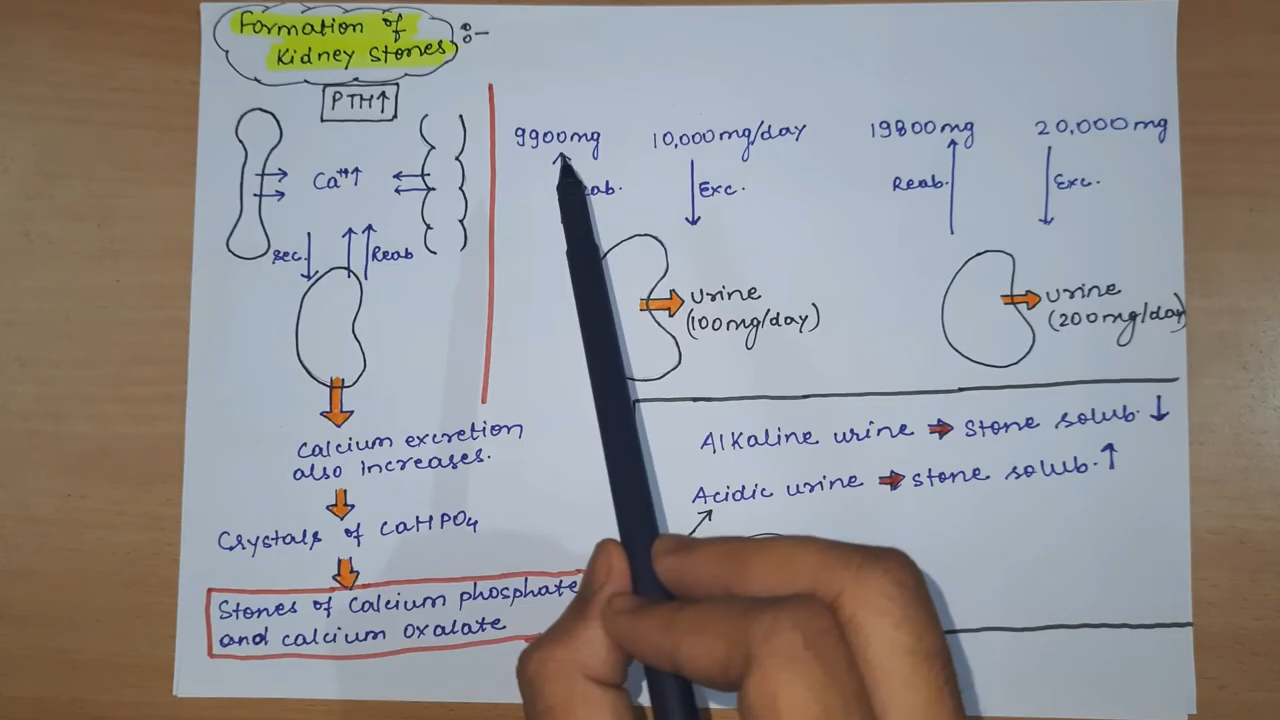 Formation of
Kidney Stones :-
PTH↑
Ca⁺⁺↑
Sec.
Reab
Calcium excretion
also increases.
Crystals of CaHPO4
Stones of Calcium phosphate
and calcium oxalate
9900mg
10,000mg/day
Exc.
Urine
(100mg/day)
19800mg
20,000mg
Reab.
Exc.
Urine
(200mg/day)
Alkaline urine → Stone solub. ↓
Acidic urine → stone solub. ↑